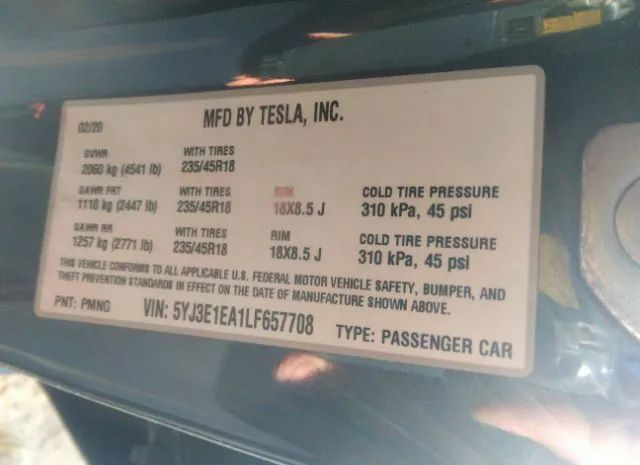 MFD BY TESLA, INC.
02/20
GVWR
2060 kg (4541 lb)
WITH TIRES
235/45R18
GAWR FRT
1110 kg (2447 lb)
WITH TIRES
235/45R18
RIM
18X8.5 J
COLD TIRE PRESSURE
310 kPa, 45 psi
GAWR RR
1257 kg (2771 lb)
WITH TIRES
235/45R18
RIM
18X8.5 J
COLD TIRE PRESSURE
310 kPa, 45 psi
THIS VEHICLE CONFORMS TO ALL APPLICABLE U.S. FEDERAL MOTOR VEHICLE SAFETY, BUMPER, AND
THEFT PREVENTION STANDARDS IN EFFECT ON THE DATE OF MANUFACTURE SHOWN ABOVE.
PNT: PMNG
VIN: 5YJ3E1EA1LF657708
TYPE: PASSENGER CAR